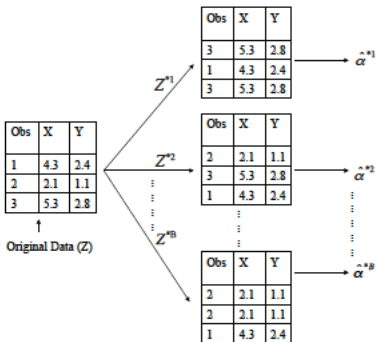 Obs X Y
3 5.3 2.8
1 4.3 2.4
3 5.3 2.8
Z*1
α̂*1
Obs X Y
1 4.3 2.4
2 2.1 1.1
3 5.3 2.8
Original Data (Z)
Z*2
Obs X Y
2 2.1 1.1
3 5.3 2.8
1 4.3 2.4
α̂*2
Z*B
Obs X Y
2 2.1 1.1
2 2.1 1.1
1 4.3 2.4
α̂*B